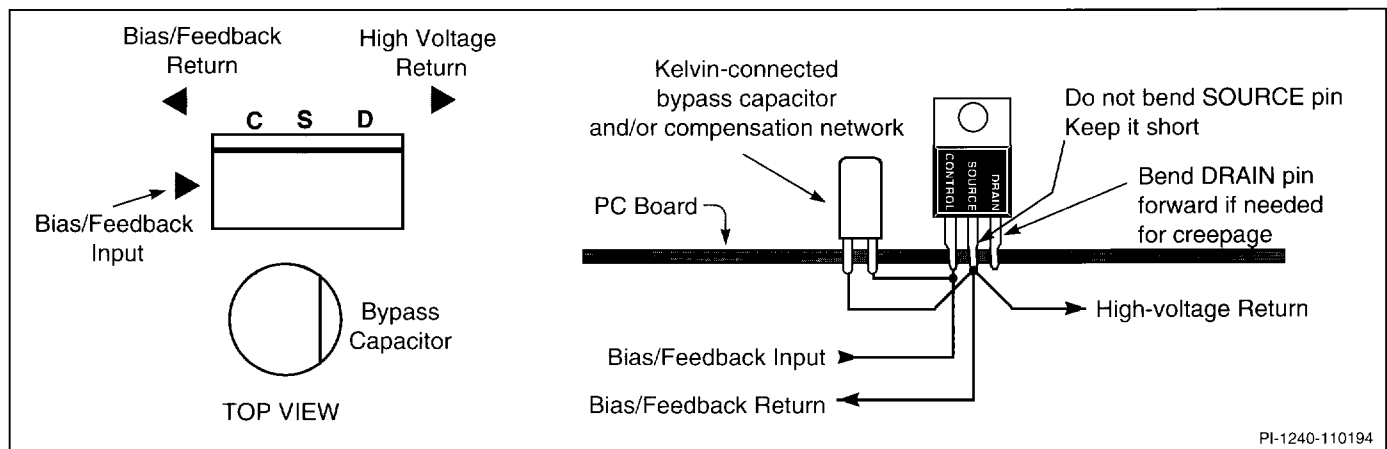 Bias/Feedback
Return
High Voltage
Return
C S D
Bias/Feedback
Input
Bypass
Capacitor
TOP VIEW
Kelvin-connected
bypass capacitor
and/or compensation network
Do not bend SOURCE pin
Keep it short
CONTROL
SOURCE
DRAIN
Bend DRAIN pin
forward if needed
for creepage
PC Board
High-voltage Return
Bias/Feedback Input
Bias/Feedback Return
PI-1240-110194